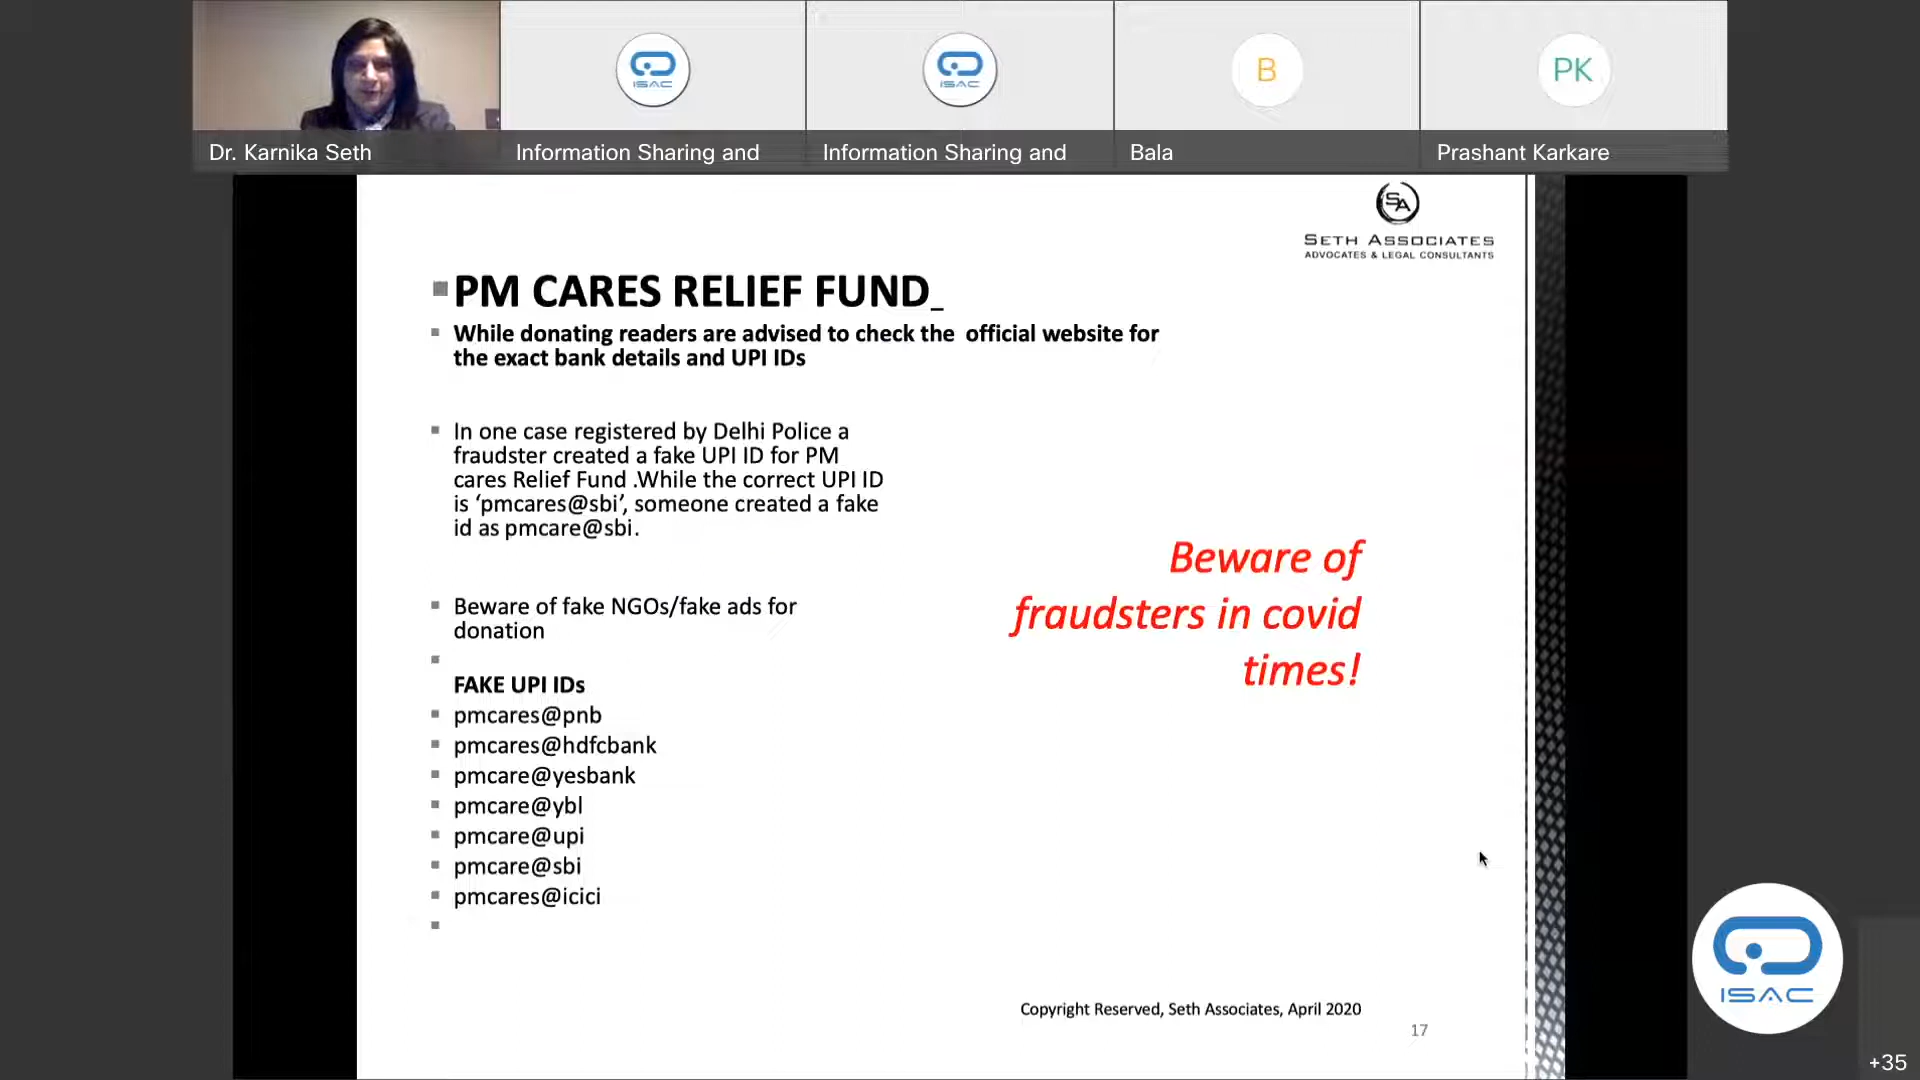 ISAC
ISAC
B
PK
Dr. Karnika Seth
Information Sharing and
Information Sharing and
Bala
Prashant Karkare
SA
SETH ASSOCIATES
ADVOCATES & LEGAL CONSULTANTS
PM CARES RELIEF FUND_
While donating readers are advised to check the official website for
the exact bank details and UPI IDs
In one case registered by Delhi Police a
fraudster created a fake UPI ID for PM
cares Relief Fund .While the correct UPI ID
is ‘pmcares@sbi’, someone created a fake
id as pmcare@sbi.
Beware of fake NGOs/fake ads for
donation
FAKE UPI IDs
pmcares@pnb
pmcares@hdfcbank
pmcare@yesbank
pmcare@ybl
pmcare@upi
pmcare@sbi
pmcares@icici
Beware of
fraudsters in covid
times!
Copyright Reserved, Seth Associates, April 2020
17
ISAC
+35